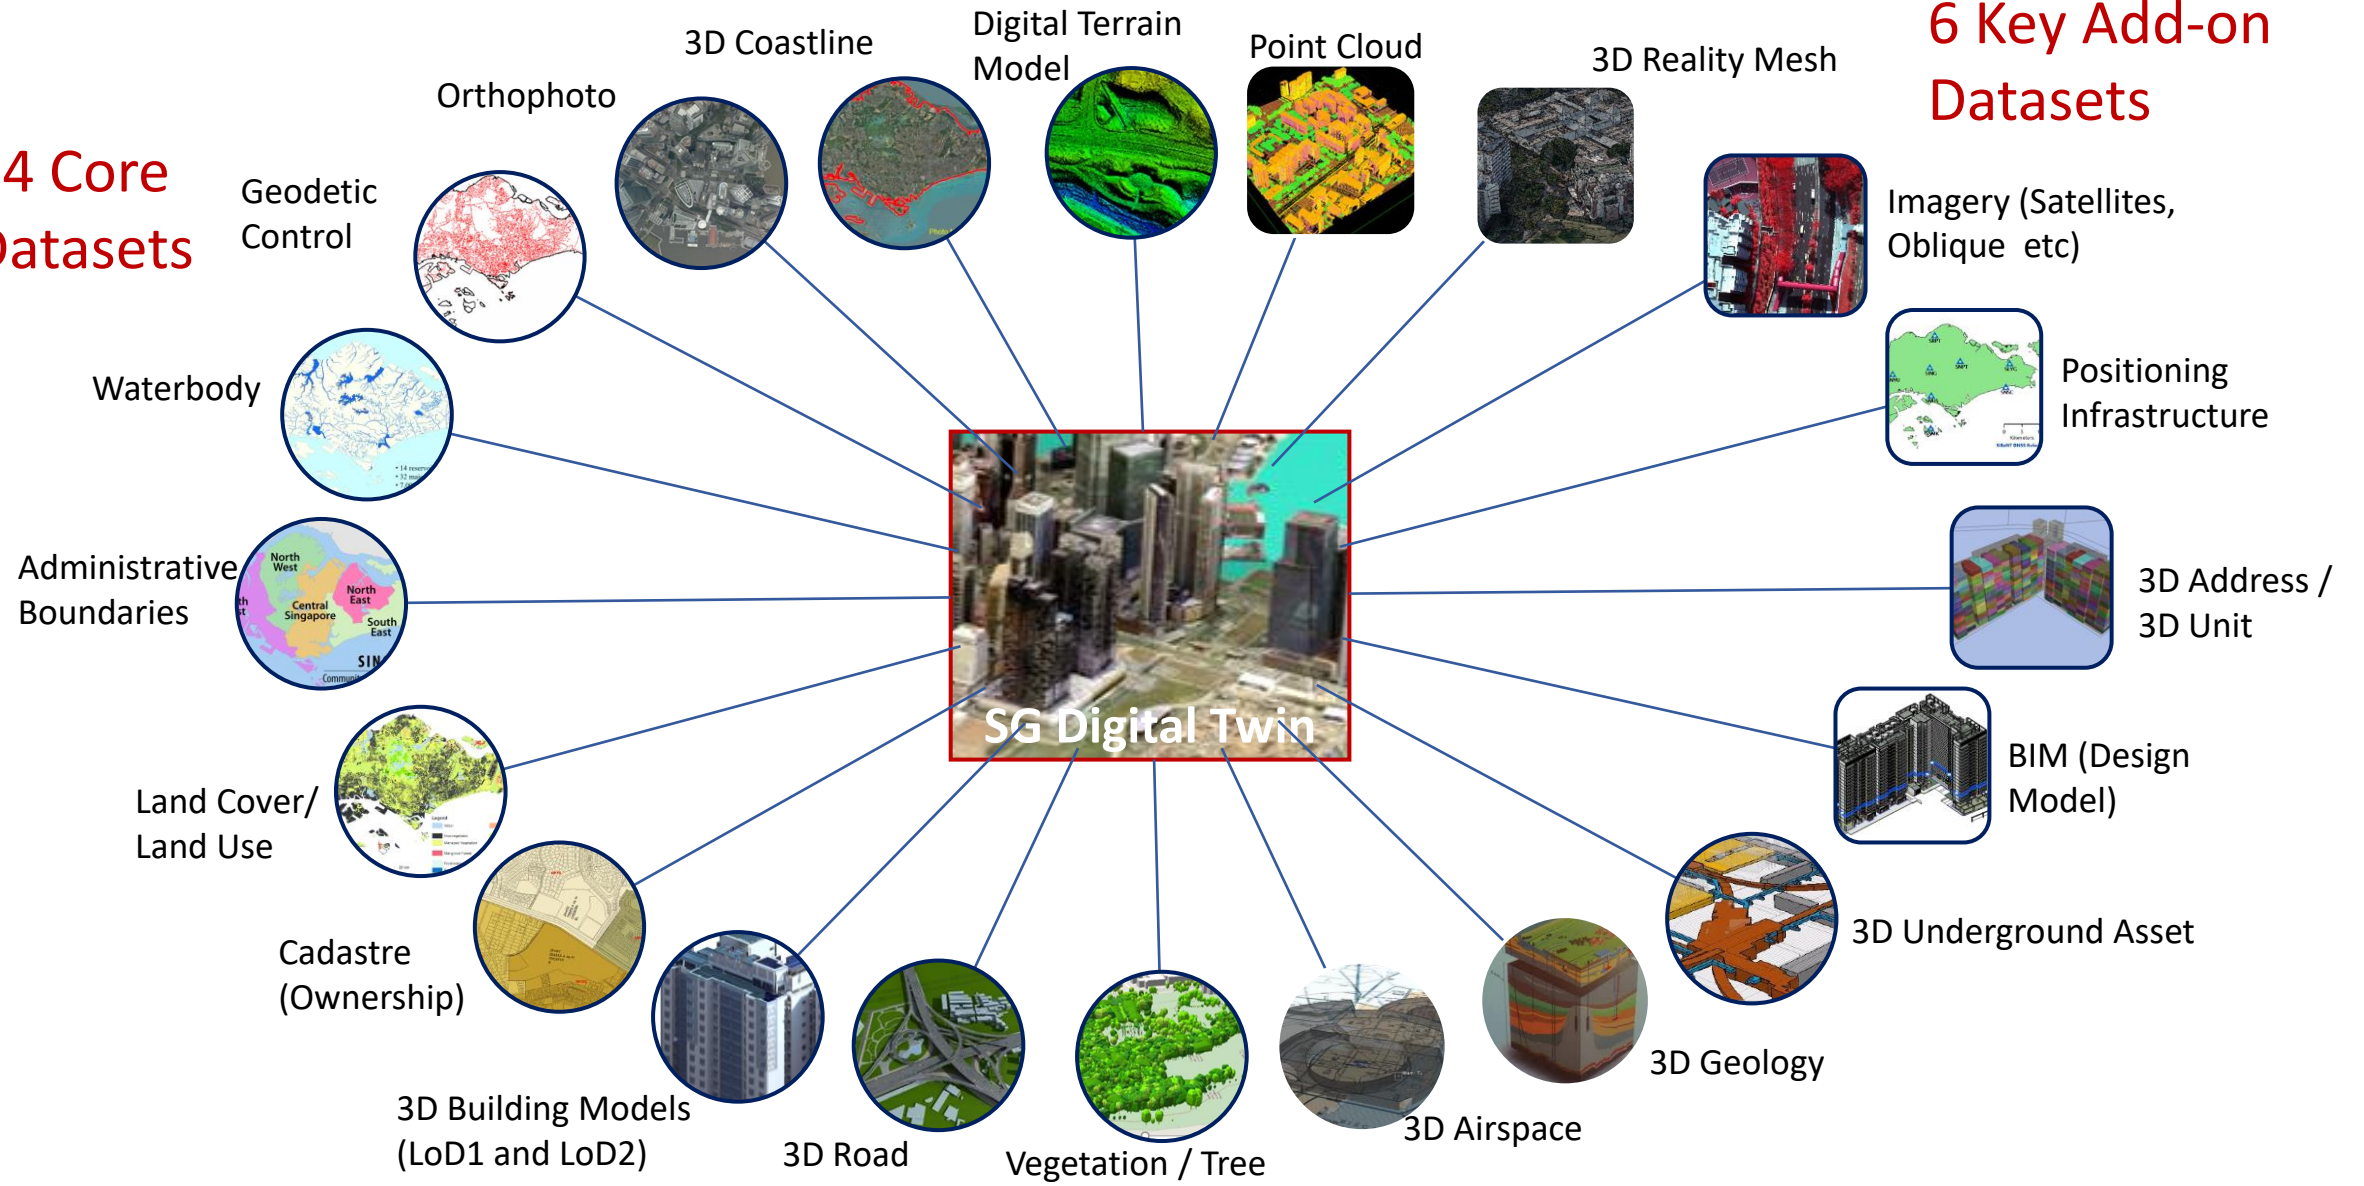 4 Core
Datasets
6 Key Add-on
Datasets
Digital Terrain
Model
3D Coastline
Point Cloud
3D Reality Mesh
Orthophoto
Geodetic
Control
Imagery (Satellites,
Oblique etc)
Waterbody
Positioning
Infrastructure
Administrative
Boundaries
North
West
North
East
Central
Singapore
South
East
SIN
3D Address /
3D Unit
SG Digital Twin
BIM (Design
Model)
Land Cover/
Land Use
Legend
Cadastre
(Ownership)
3D Underground Asset
3D Geology
3D Building Models
(LoD1 and LoD2)
3D Road
Vegetation / Tree
3D Airspace